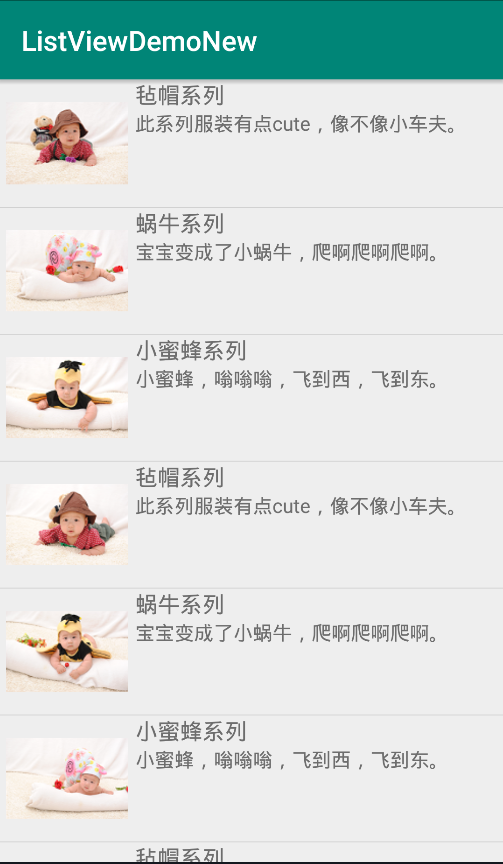 ListViewDemoNew
毡帽系列
此系列服装有点cute，像不像小车夫。
蜗牛系列
宝宝变成了小蜗牛，爬啊爬啊爬啊。
小蜜蜂系列
小蜜蜂，嗡嗡嗡，飞到西，飞到东。
毡帽系列
此系列服装有点cute，像不像小车夫。
蜗牛系列
宝宝变成了小蜗牛，爬啊爬啊爬啊。
小蜜蜂系列
小蜜蜂，嗡嗡嗡，飞到西，飞到东。
毡帽系列